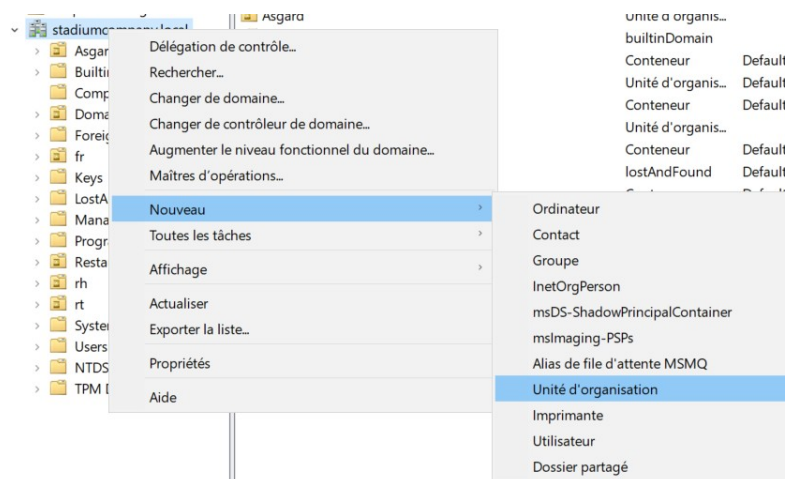 Asgard
Unité d'organis...
stadiumcompany.local
builtinDomain
Conteneur Default
Unité d'organis... Default
Conteneur Default
Unité d'organis...
Conteneur Default
lostAndFound Default
Asgar
Builti
Comp
Doma
Foreig
fr
Keys
LostA
Mana
Progr
Resta
rh
rt
Syster
Users
NTDS
TPM D
Délégation de contrôle...
Rechercher...
Changer de domaine...
Changer de contrôleur de domaine...
Augmenter le niveau fonctionnel du domaine...
Maîtres d'opérations...
Nouveau
Toutes les tâches
Affichage
Actualiser
Exporter la liste...
Propriétés
Aide
Ordinateur
Contact
Groupe
InetOrgPerson
msDS-ShadowPrincipalContainer
msImaging-PSPs
Alias de file d'attente MSMQ
Unité d'organisation
Imprimante
Utilisateur
Dossier partagé